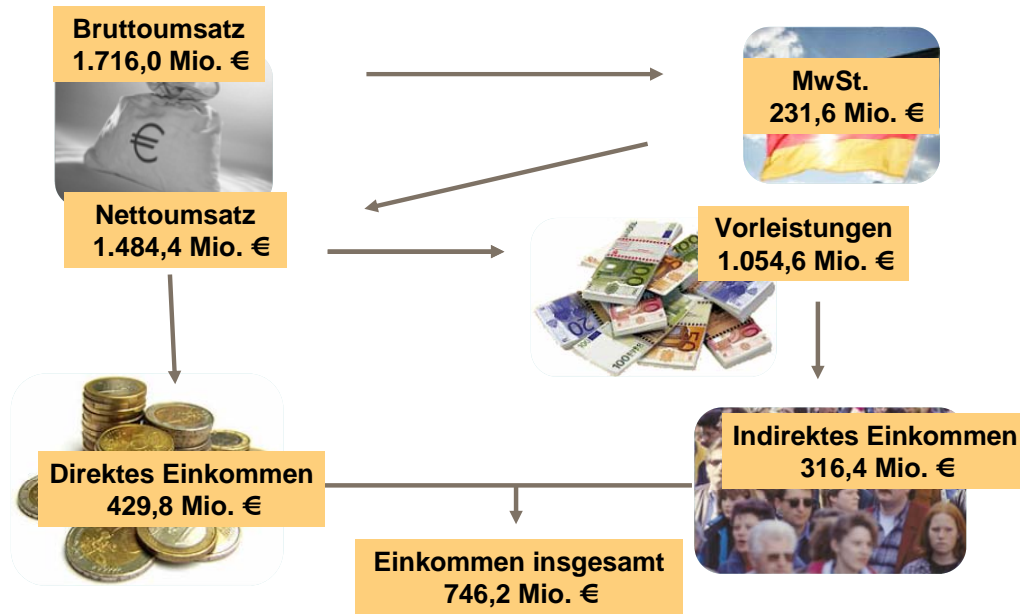 Bruttoumsatz
1.716,0 Mio. €
MwSt.
231,6 Mio. €
Nettoumsatz
1.484,4 Mio. €
Vorleistungen
1.054,6 Mio. €
Direktes Einkommen
429,8 Mio. €
Indirektes Einkommen
316,4 Mio. €
Einkommen insgesamt
746,2 Mio. €